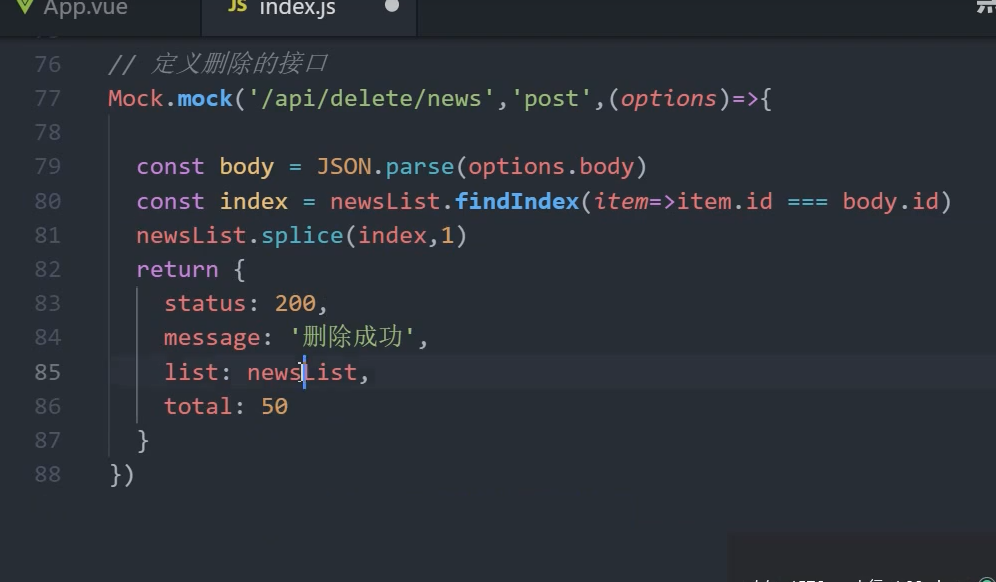 App.vue
JS index.js
76 // 定义删除的接口
77 Mock.mock('/api/delete/news','post',(options)=>{
78
79 const body = JSON.parse(options.body)
80 const index = newsList.findIndex(item=>item.id === body.id)
81 newsList.splice(index,1)
82 return {
83 status: 200,
84 message: '删除成功',
85 list: newsList,
86 total: 50
87 }
88 })